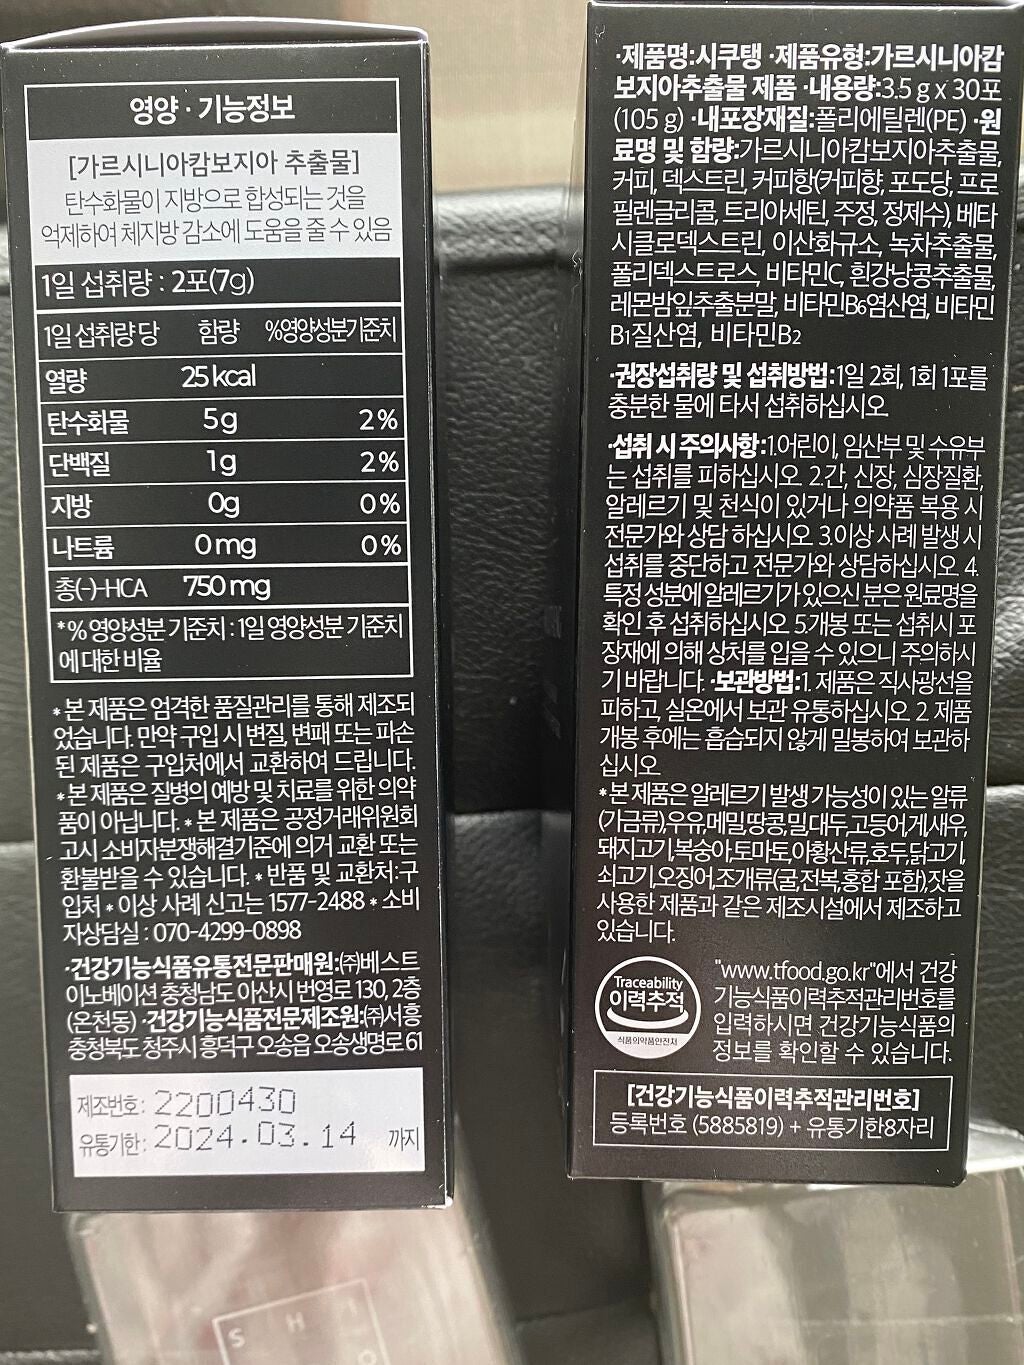 영양 · 기능정보
[가르시니아캄보지아 추출물]
탄수화물이 지방으로 합성되는 것을
억제하여 체지방 감소에 도움을 줄 수 있음
1일 섭취량 : 2포(7g)
1일 섭취량당 함량 %영양성분기준치
열량 25 kcal
탄수화물 5g 2%
단백질 1g 2%
지방 0g 0%
나트륨 0mg 0%
총(-)-HCA 750 mg
*% 영양성분 기준치 : 1일 영양성분 기준치
에 대한 비율
* 본 제품은 엄격한 품질관리를 통해 제조되
었습니다. 만약 구입 시 변질, 변패 또는 파손
된 제품은 구입처에서 교환하여 드립니다.
* 본 제품은 질병의 예방 및 치료를 위한 의약
품이 아닙니다. * 본 제품은 공정거래위원회
고시 소비자분쟁해결기준에 의거 교환 또는
환불받을 수 있습니다. * 반품 및 교환처:구
입처 * 이상 사례 신고는 1577-2488 * 소비
자상담실 : 070-4299-0898
·건강기능식품유통전문판매원:㈜베스트
이노베이션 충청남도 아산시 번영로 130, 2층
(온천동) ·건강기능식품전문제조원:㈜서흥
충청북도 청주시 흥덕구 오송읍 오송생명로 61
제조번호: 2200430
유통기한: 2024.03.14 까지
·제품명:시쿠탱 ·제품유형:가르시니아캄
보지아추출물 제품 ·내용량:3.5 g x 30포
(105 g) ·내포장재질:폴리에틸렌(PE) ·원
료명 및 함량:가르시니아캄보지아추출물,
커피, 덱스트린, 커피향(커피향, 포도당, 프로
필렌글리콜, 트리아세틴, 주정, 정제수), 베타
시클로덱스트린, 이산화규소, 녹차추출물,
폴리덱스트로스, 비타민C, 흰강낭콩추출물,
레몬밤잎추출분말, 비타민B6염산염, 비타민
B1질산염, 비타민B2
·권장섭취량 및 섭취방법:1일 2회, 1회 1포를
충분한 물에 타서 섭취하십시오.
·섭취 시 주의사항:1.어린이, 임산부 및 수유부
는 섭취를 피하십시오. 2.간, 신장, 심장질환,
알레르기 및 천식이 있거나 의약품 복용 시
전문가와 상담 하십시오. 3.이상 사례 발생 시
섭취를 중단하고 전문가와 상담하십시오. 4.
특정 성분에 알레르기가 있으신 분은 원료명을
확인 후 섭취하십시오. 5.개봉 또는 섭취시 포
장재에 의해 상처를 입을 수 있으니 주의하시
기 바랍니다. ·보관방법:1. 제품은 직사광선을
피하고, 실온에서 보관 유통하십시오. 2. 제품
개봉 후에는 흡습되지 않게 밀봉하여 보관하
십시오.
*본 제품은 알레르기 발생 가능성이 있는 알류
(가금류),우유,메밀,땅콩,밀,대두,고등어,게,새우,
돼지고기,복숭아,토마토,아황산류,호두,닭고기,
쇠고기,오징어,조개류(굴,전복,홍합 포함),잣을
사용한 제품과 같은 제조시설에서 제조하고
있습니다.
Traceability
이력추적
식품의약품안전처
"www.tfood.go.kr"에서 건강
기능식품이력추적관리번호를
입력하시면 건강기능식품의
정보를 확인할 수 있습니다.
[건강기능식품이력추적관리번호]
등록번호 (5885819) + 유통기한8자리
S H I